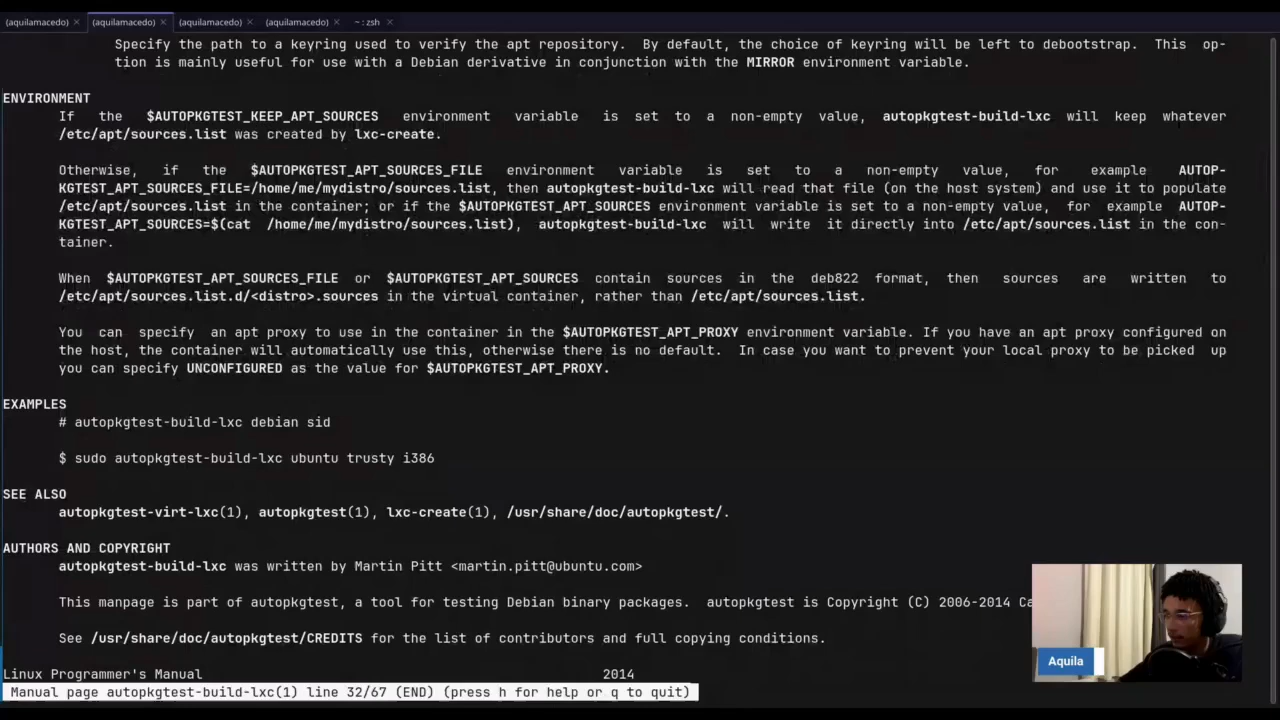 (aquilamacedo) × (aquilamacedo) × (aquilamacedo) × (aquilamacedo) × ~ : zsh ×
Specify the path to a keyring used to verify the apt repository. By default, the choice of keyring will be left to debootstrap. This op-
tion is mainly useful for use with a Debian derivative in conjunction with the MIRROR environment variable.
ENVIRONMENT
If the $AUTOPKGTEST_KEEP_APT_SOURCES environment variable is set to a non-empty value, autopkgtest-build-lxc will keep whatever
/etc/apt/sources.list was created by lxc-create.
Otherwise, if the $AUTOPKGTEST_APT_SOURCES_FILE environment variable is set to a non-empty value, for example AUTOP-
KGTEST_APT_SOURCES_FILE=/home/me/mydistro/sources.list, then autopkgtest-build-lxc will read that file (on the host system) and use it to populate
/etc/apt/sources.list in the container; or if the $AUTOPKGTEST_APT_SOURCES environment variable is set to a non-empty value, for example AUTOP-
KGTEST_APT_SOURCES=$(cat /home/me/mydistro/sources.list), autopkgtest-build-lxc will write it directly into /etc/apt/sources.list in the con-
tainer.
When $AUTOPKGTEST_APT_SOURCES_FILE or $AUTOPKGTEST_APT_SOURCES contain sources in the deb822 format, then sources are written to
/etc/apt/sources.list.d/<distro>.sources in the virtual container, rather than /etc/apt/sources.list.
You can specify an apt proxy to use in the container in the $AUTOPKGTEST_APT_PROXY environment variable. If you have an apt proxy configured on
the host, the container will automatically use this, otherwise there is no default. In case you want to prevent your local proxy to be picked up
you can specify UNCONFIGURED as the value for $AUTOPKGTEST_APT_PROXY.
EXAMPLES
# autopkgtest-build-lxc debian sid
$ sudo autopkgtest-build-lxc ubuntu trusty i386
SEE ALSO
autopkgtest-virt-lxc(1), autopkgtest(1), lxc-create(1), /usr/share/doc/autopkgtest/.
AUTHORS AND COPYRIGHT
autopkgtest-build-lxc was written by Martin Pitt <martin.pitt@ubuntu.com>
This manpage is part of autopkgtest, a tool for testing Debian binary packages. autopkgtest is Copyright (C) 2006-2014 Ca
See /usr/share/doc/autopkgtest/CREDITS for the list of contributors and full copying conditions.
Linux Programmer's Manual 2014
Manual page autopkgtest-build-lxc(1) line 32/67 (END) (press h for help or q to quit)
Aquila